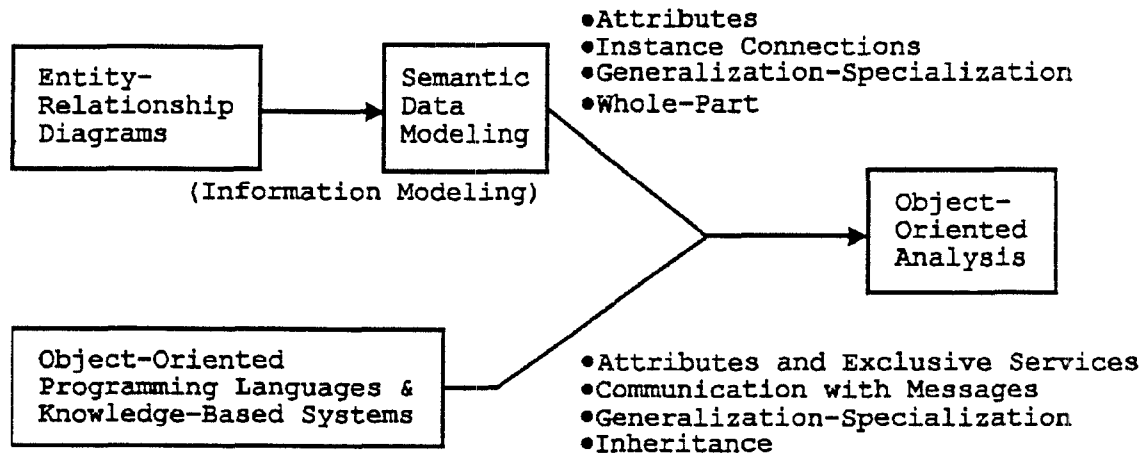 ●Attributes
●Instance Connections
●Generalization-Specialization
●Whole-Part
Entity-
Relationship
Diagrams
Semantic
Data
Modeling
(Information Modeling)
Object-
Oriented
Analysis
Object-Oriented
Programming Languages &
Knowledge-Based Systems
●Attributes and Exclusive Services
●Communication with Messages
●Generalization-Specialization
●Inheritance